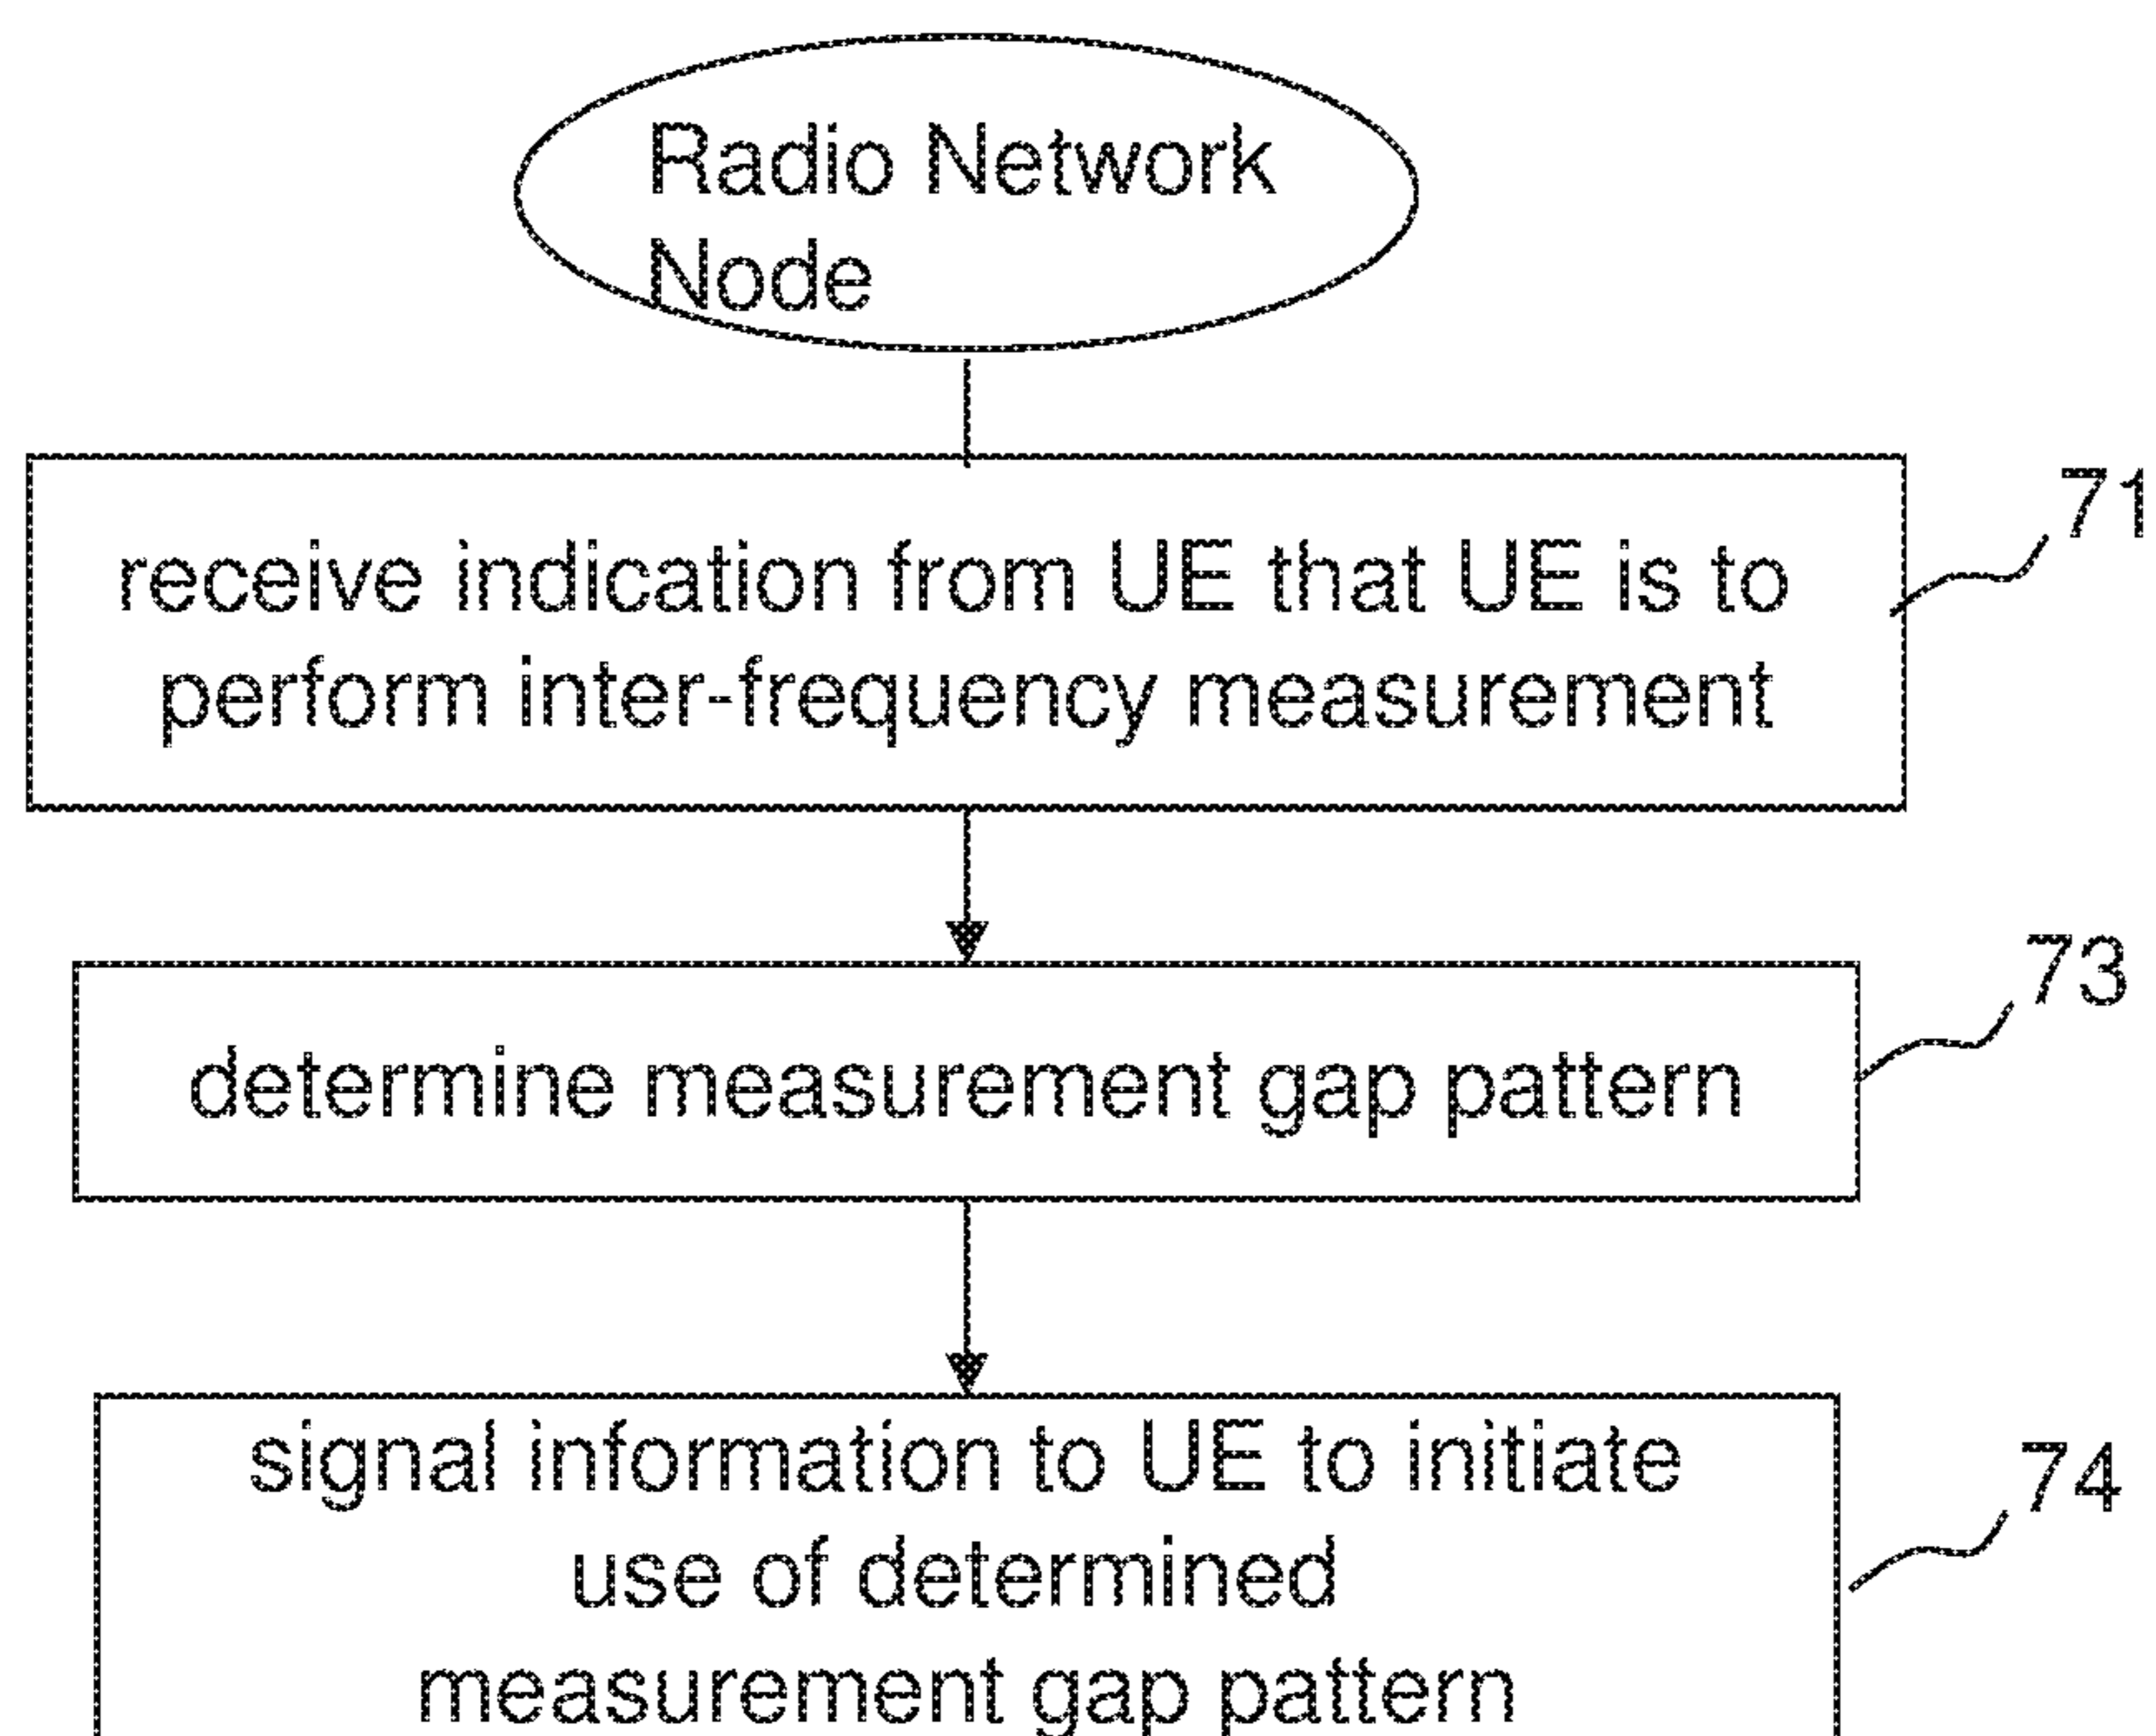 Radio Network
Node
71
receive indication from UE that UE is to
perform inter-frequency measurement
73
determine measurement gap pattern
74
signal information to UE to initiate
use of determined
measurement gap pattern